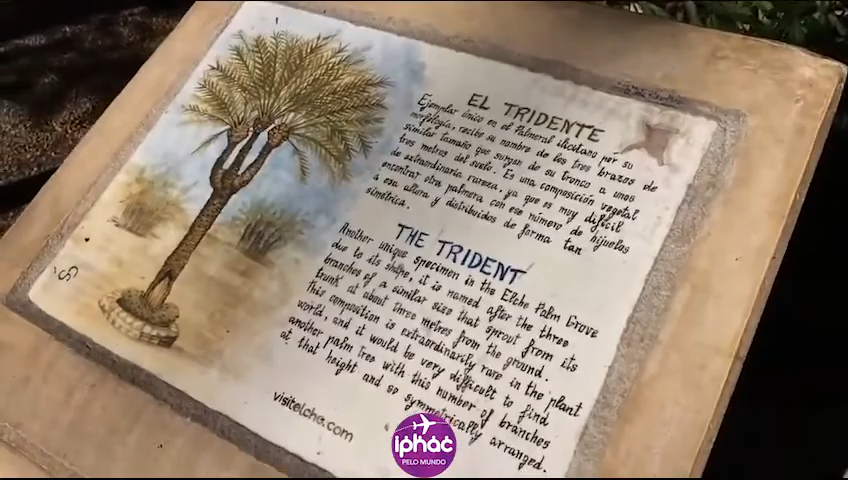 EL TRIDENTE
Ejemplar único en el Palmeral ilicitano por su
morfología, recibe su nombre de los tres brazos de
similar tamaño que surgen de su tronco a unos
tres metros del suelo. Es una composición vegetal
de extraordinaria rareza, ya que es muy difícil
encontrar otra palmera con ese número de hijuelos
a esa altura y distribuidos de forma tan
simétrica.
THE TRIDENT
Another unique specimen in the Elche Palm Grove
due to its shape, it is named after the three
branches of a similar size that sprout from its
trunk at about three metres from the ground.
This composition is extraordinarily rare in the plant
world, and it would be very difficult to find
another palm tree with this number of branches
at that height and so symmetrically arranged.
visitelche.com
iphac
PELO MUNDO